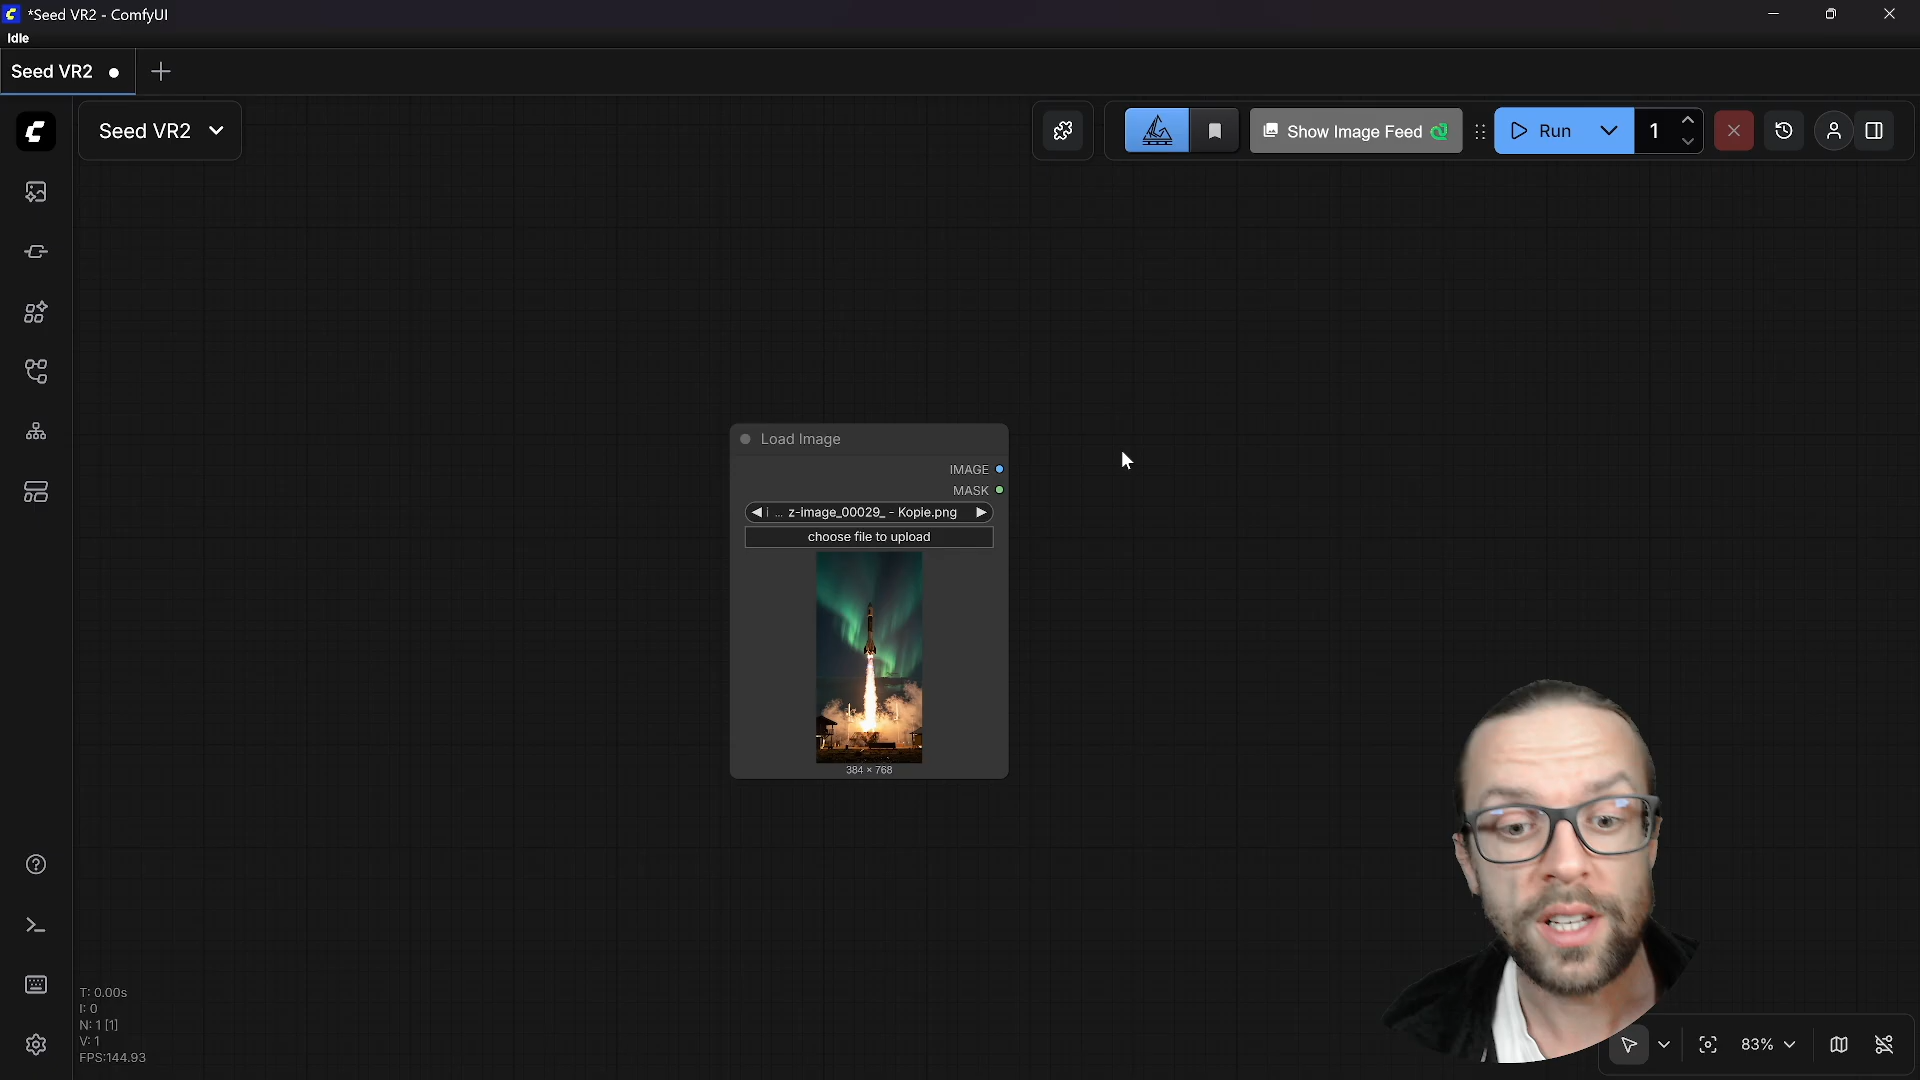 *Seed VR2 - ComfyUI
Idle
Seed VR2
Seed VR2
Show Image Feed
Run
1
Load Image
IMAGE
MASK
i ... z-image_00029_ - Kopie.png
choose file to upload
384 × 768
T: 0.00s
I: 0
N: 1 [1]
V: 1
FPS:144.93
83%